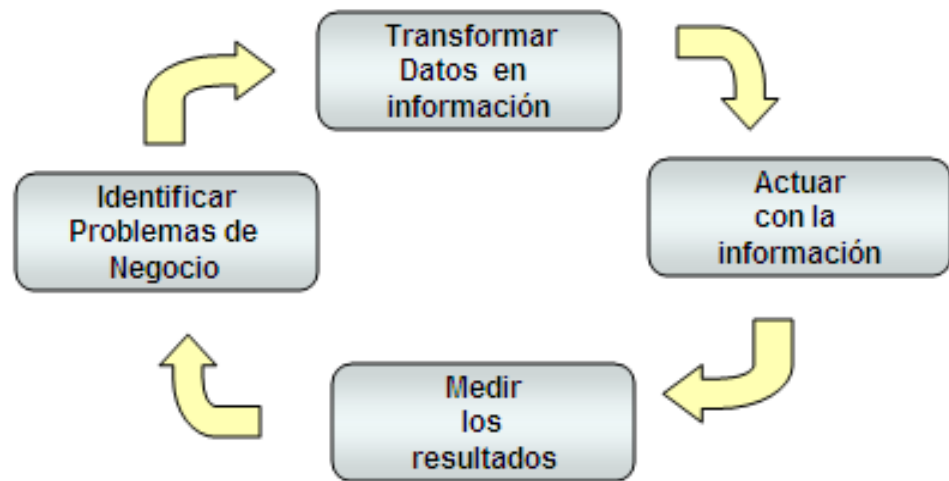 Transformar
Datos en
información
Actuar
con la
información
Medir
los
resultados
Identificar
Problemas de
Negocio